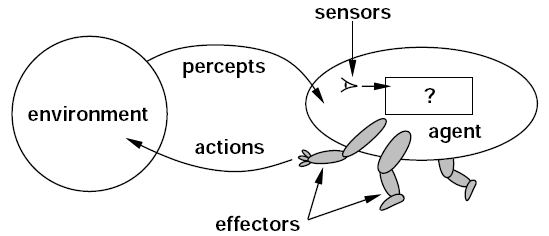 sensors
percepts
environment
?
agent
actions
effectors